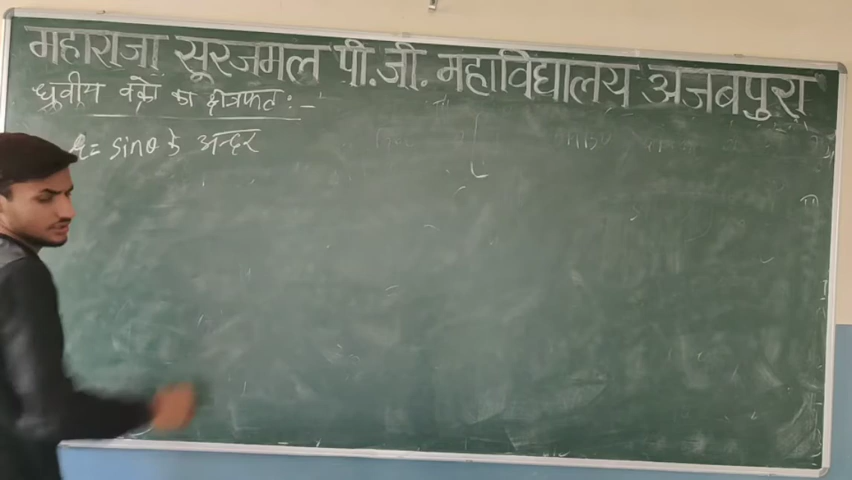 महाराजा सूरजमल पी.जी. महाविद्यालय अजबपुरा
ध्रुवीय वक्रो का क्षेत्रफल :-
r = sinθ के अन्दर